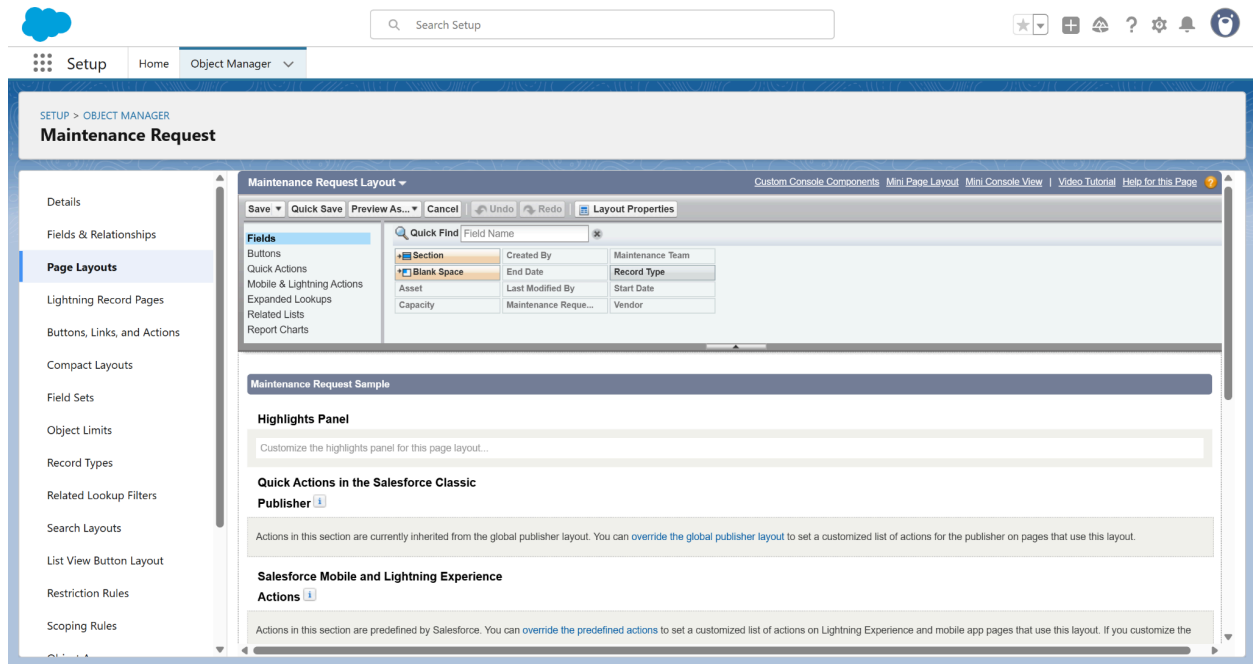 Search Setup
Setup
Home
Object Manager
SETUP > OBJECT MANAGER
Maintenance Request
Details
Fields & Relationships
Page Layouts
Lightning Record Pages
Buttons, Links, and Actions
Compact Layouts
Field Sets
Object Limits
Record Types
Related Lookup Filters
Search Layouts
List View Button Layout
Restriction Rules
Scoping Rules
Maintenance Request Layout
Custom Console Components Mini Page Layout Mini Console View | Video Tutorial Help for this Page ?
Save Quick Save Preview As... Cancel Undo Redo Layout Properties
Fields
Buttons
Quick Actions
Mobile & Lightning Actions
Expanded Lookups
Related Lists
Report Charts
Quick Find Field Name
Section Created By Maintenance Team
Blank Space End Date Record Type
Asset Last Modified By Start Date
Capacity Maintenance Reque... Vendor
Maintenance Request Sample
Highlights Panel
Customize the highlights panel for this page layout...
Quick Actions in the Salesforce Classic
Publisher i
Actions in this section are currently inherited from the global publisher layout. You can override the global publisher layout to set a customized list of actions for the publisher on pages that use this layout.
Salesforce Mobile and Lightning Experience
Actions i
Actions in this section are predefined by Salesforce. You can override the predefined actions to set a customized list of actions on Lightning Experience and mobile app pages that use this layout. If you customize the